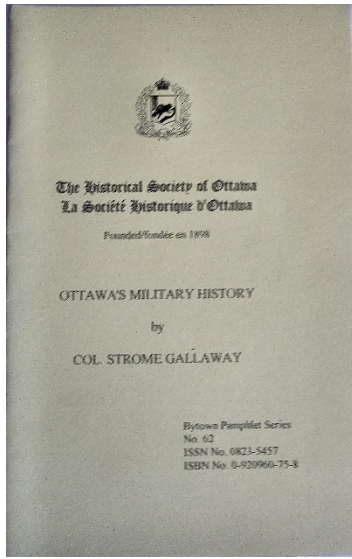 The Historical Society of Ottawa
La Société Historique d'Ottawa
Founded/fondée en 1898
OTTAWA'S MILITARY HISTORY
by
COL. STROME GALLAWAY
Bytown Pamphlet Series
No. 62
ISSN No. 0823-5457
ISBN No. 0-920960-75-8